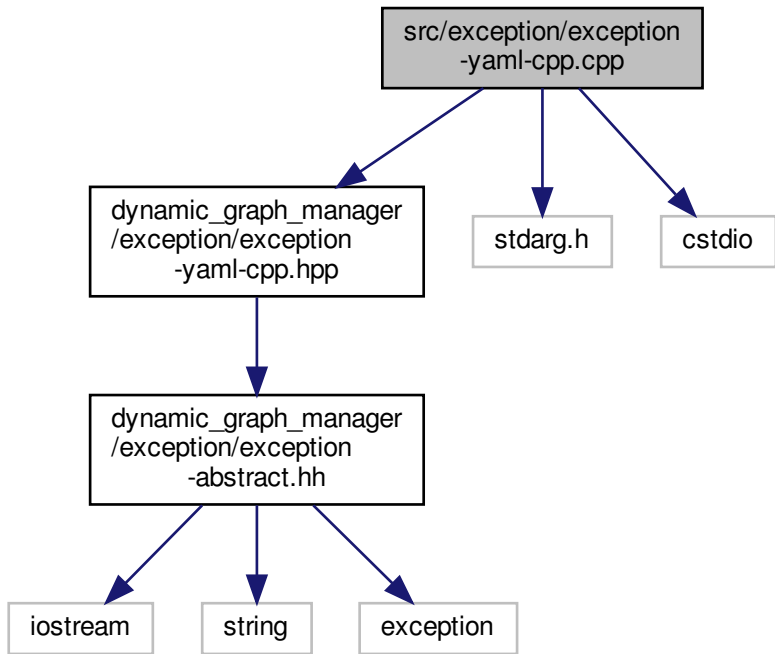 src/exception/exception
-yaml-cpp.cpp
dynamic_graph_manager
/exception/exception
-yaml-cpp.hpp
stdarg.h
cstdio
dynamic_graph_manager
/exception/exception
-abstract.hh
iostream
string
exception